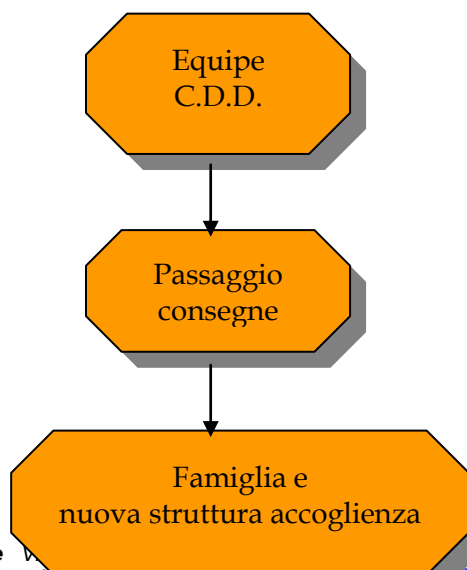 Equipe
C.D.D.
Passaggio
consegne
Famiglia e
nuova struttura accoglienza
e